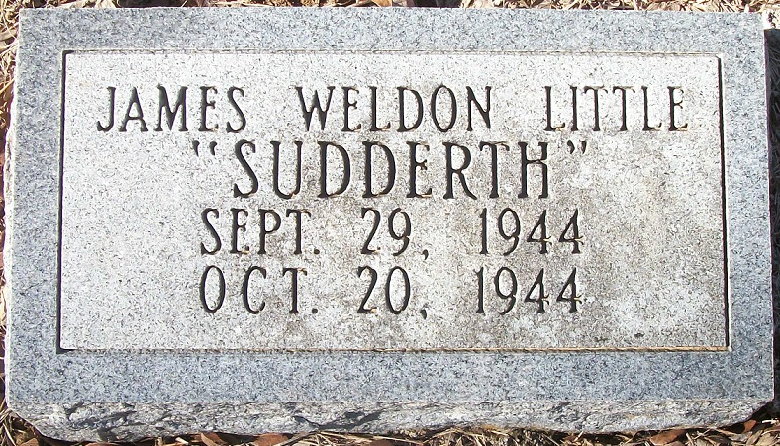 JAMES WELDON LITTLE
"SUDDERTH"
SEPT. 29, 1944
OCT. 20, 1944